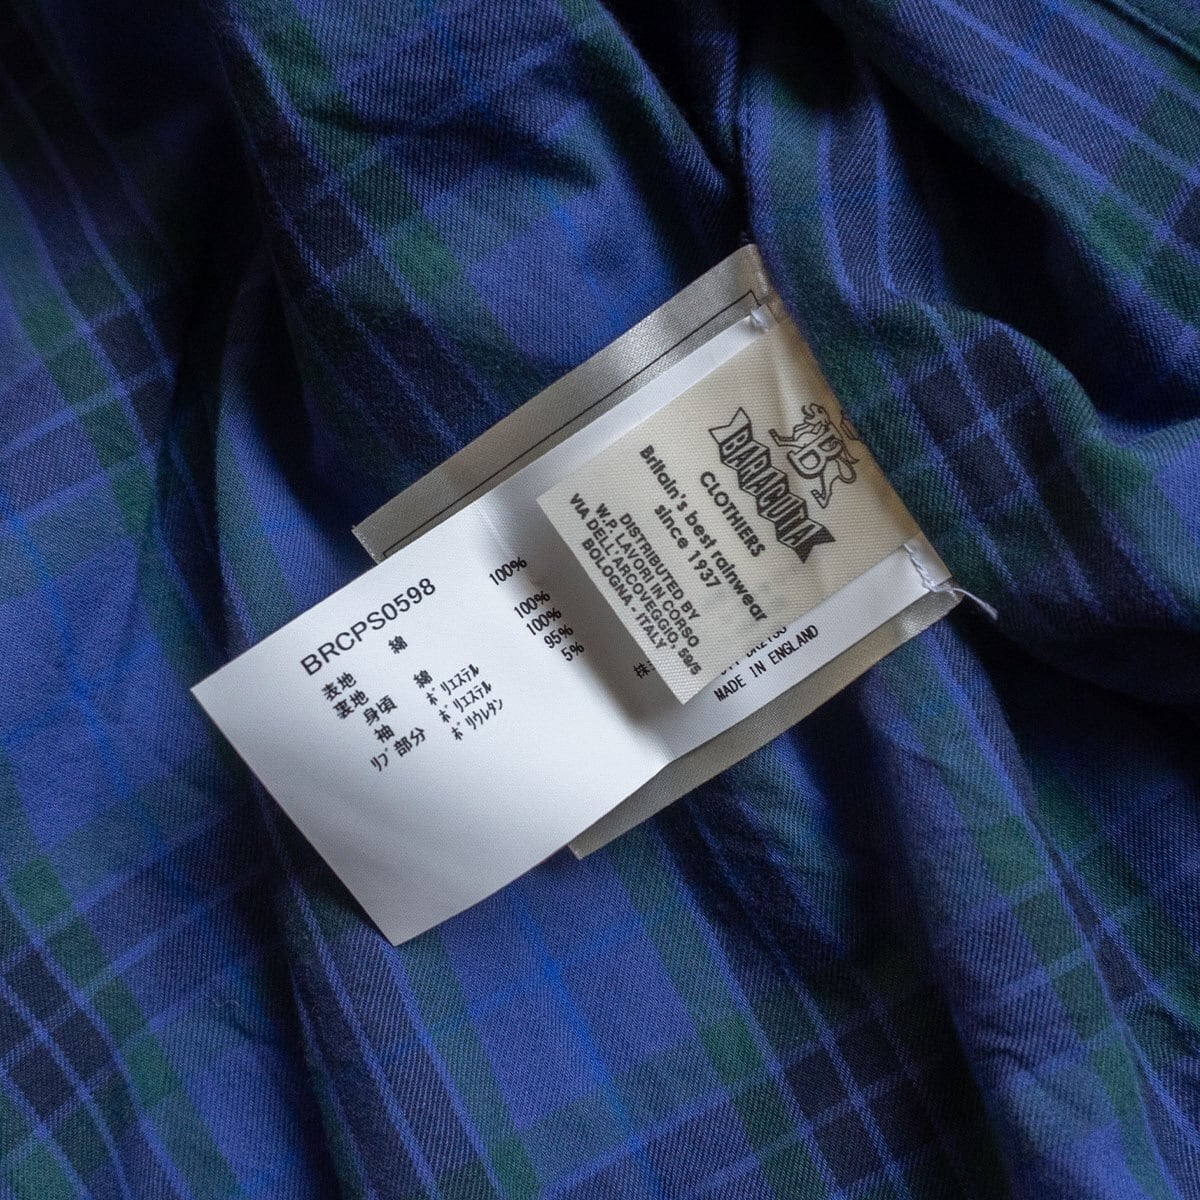 BRCPS0598
表地 綿 100%
裏地
身頃 綿 100%
袖 ポリエステル 100%
リブ部分 ポリエステル 95%
ポリウレタン 5%
MADE IN ENGLAND
BARACUTA
CLOTHIERS
Britain's best rainwear
since 1937
DISTRIBUTED BY
W.P. LAVORI IN CORSO
VIA DELL'ARCOVEGGIO, 59/5
BOLOGNA - ITALY